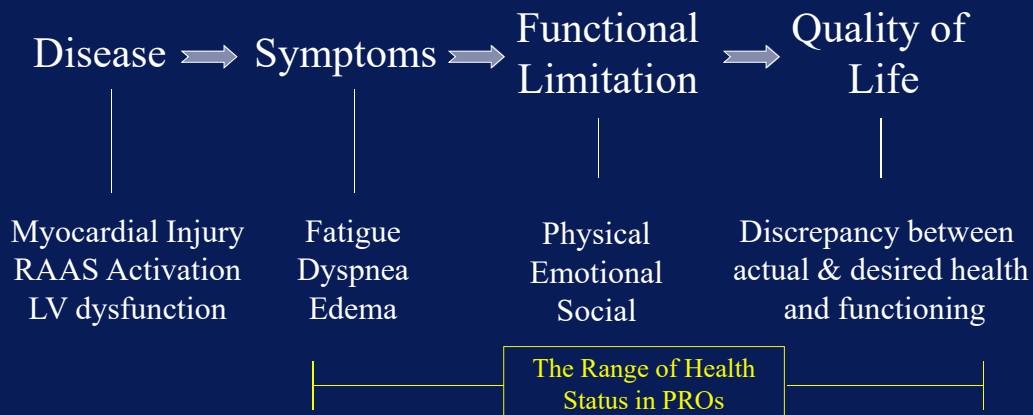 Disease
Symptoms
Functional
Limitation
Quality of
Life
Myocardial Injury
RAAS Activation
LV dysfunction
Fatigue
Dyspnea
Edema
Physical
Emotional
Social
Discrepancy between
actual & desired health
and functioning
The Range of Health
Status in PROs